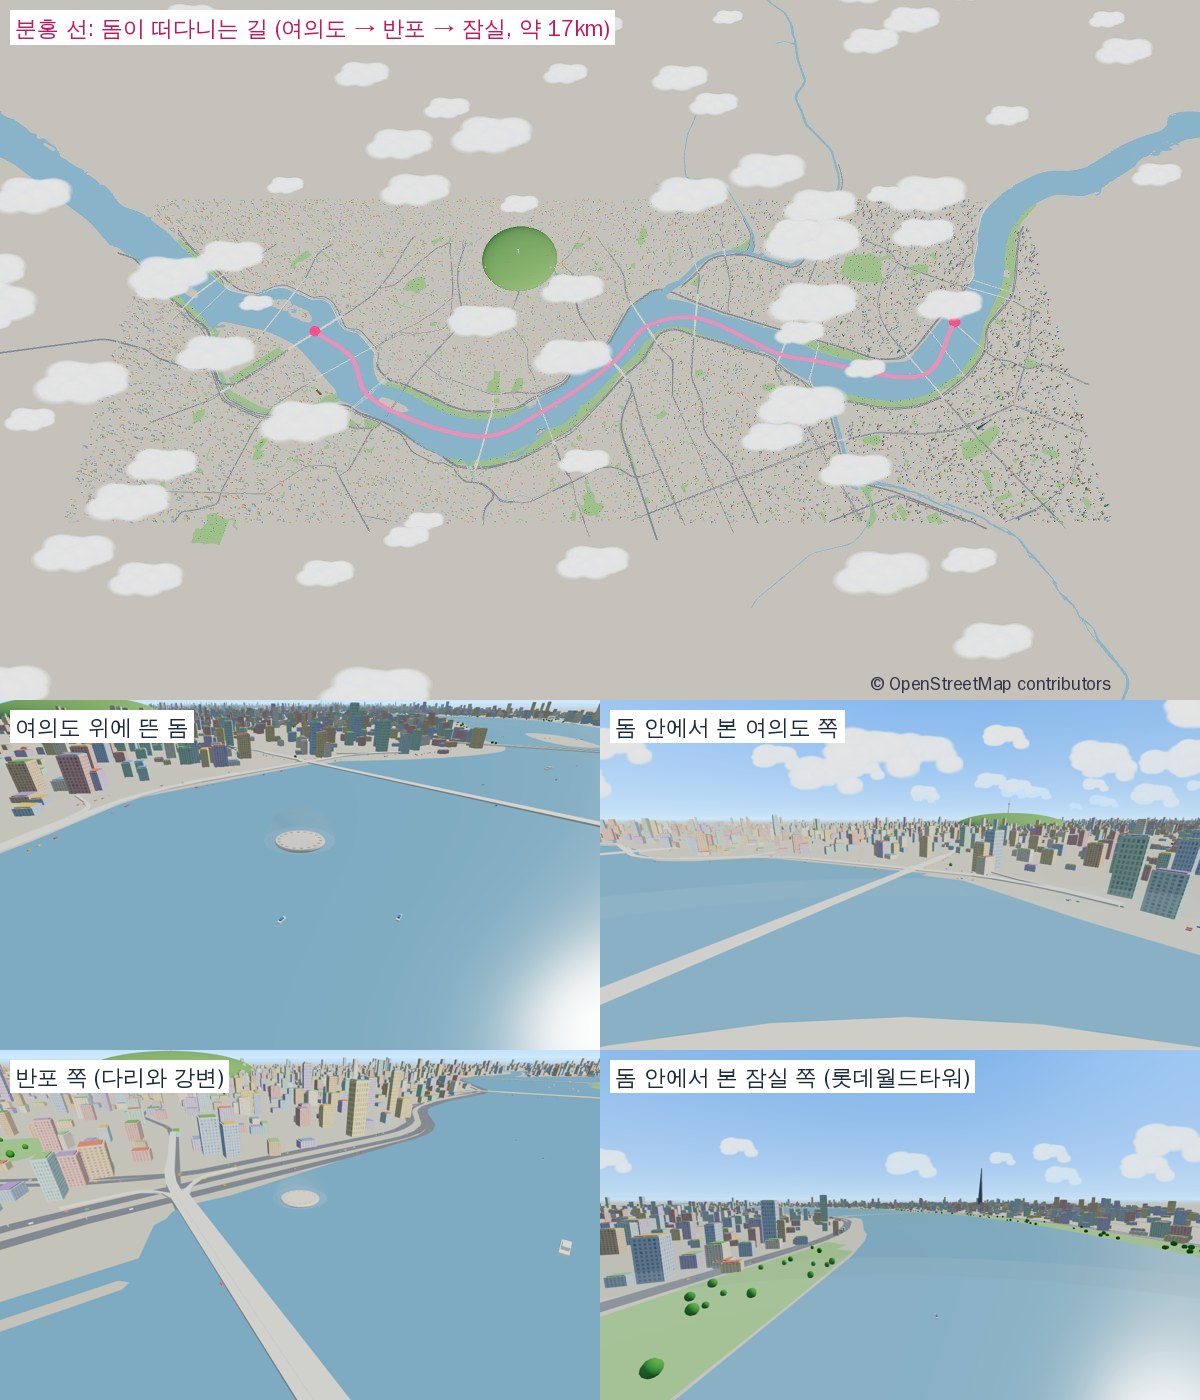 분홍 선: 돔이 떠다니는 길 (여의도 → 반포 → 잠실, 약 17km)
© OpenStreetMap contributors
여의도 위에 뜬 돔
돔 안에서 본 여의도 쪽
반포 쪽 (다리와 강변)
돔 안에서 본 잠실 쪽 (롯데월드타워)